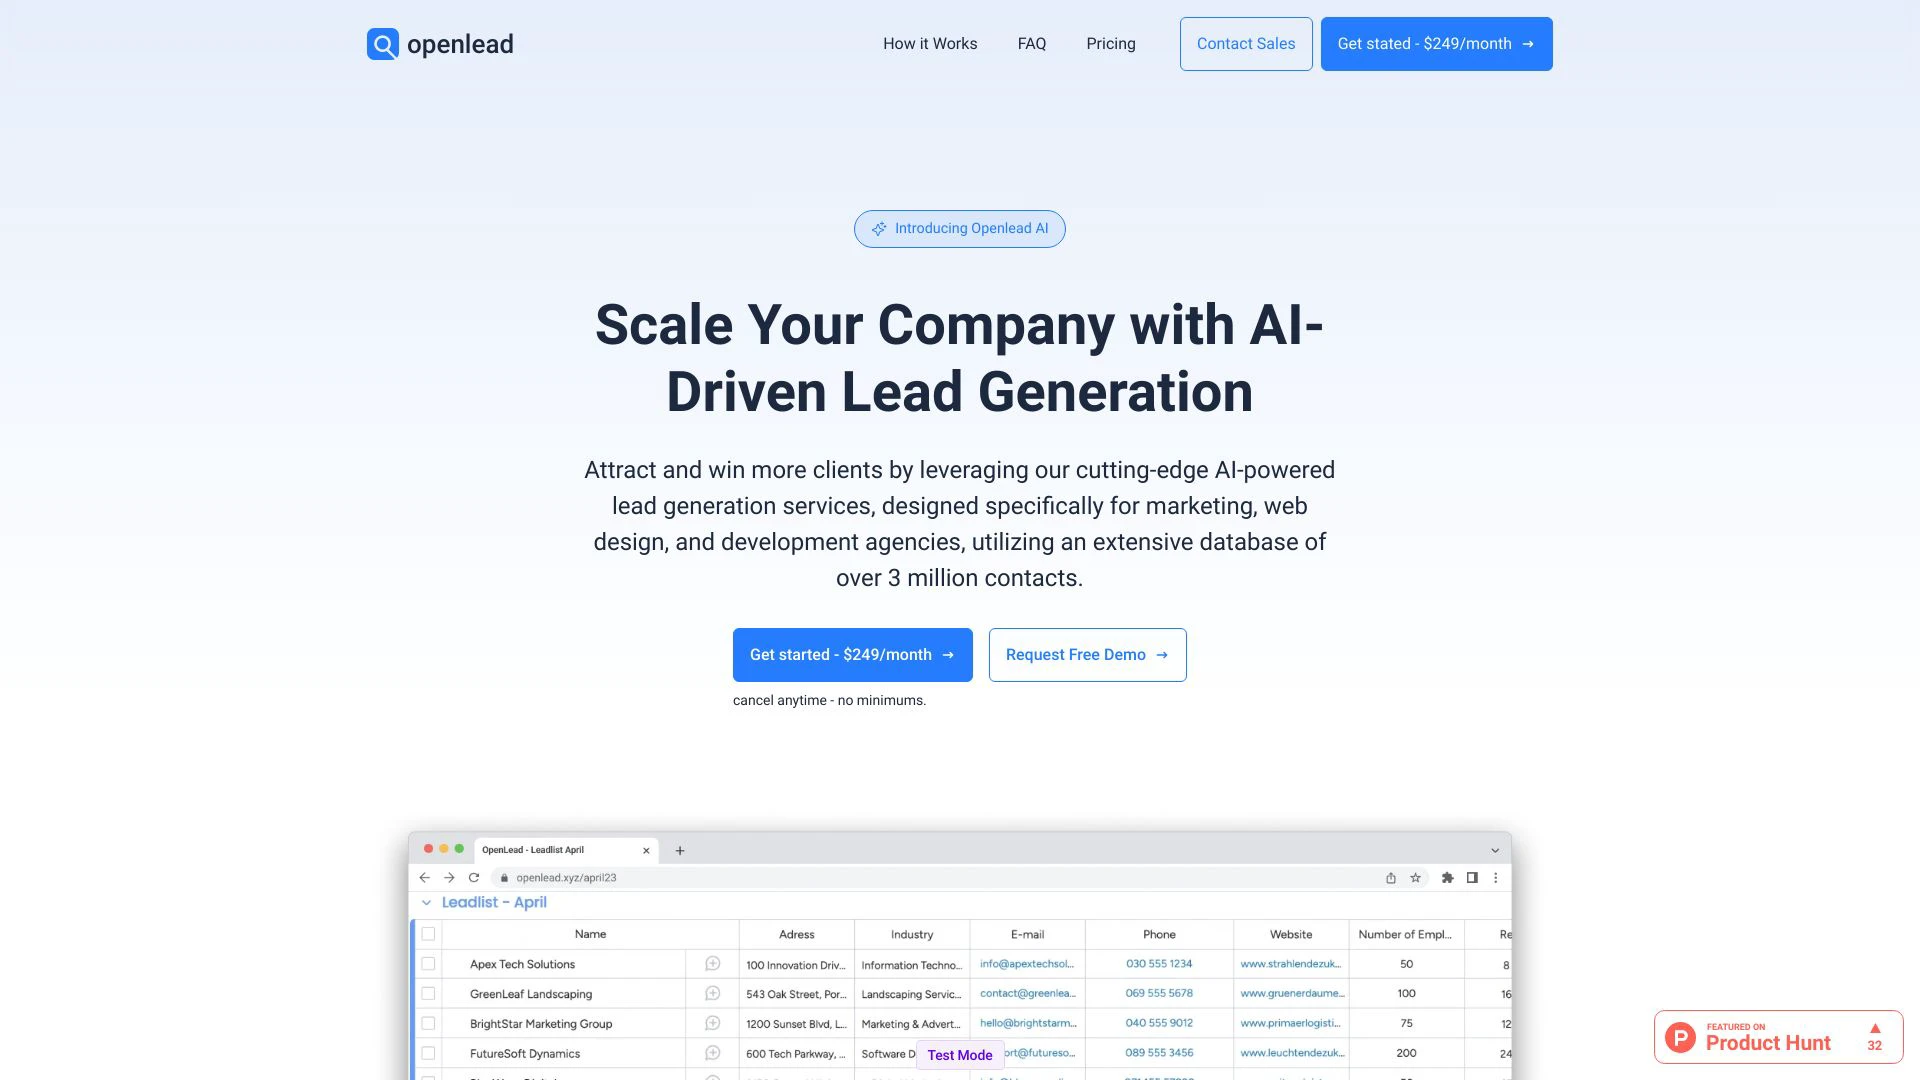 openlead
How it Works
FAQ
Pricing
Contact Sales
Get stated - $249/month →
Introducing Openlead AI
Scale Your Company with AI-
Driven Lead Generation
Attract and win more clients by leveraging our cutting-edge AI-powered
lead generation services, designed specifically for marketing, web
design, and development agencies, utilizing an extensive database of
over 3 million contacts.
Get started - $249/month →
Request Free Demo →
cancel anytime - no minimums.
OpenLead - Leadlist April
openlead.xyz/april23
Leadlist - April
Name Adress Industry E-mail Phone Website Number of Empl... Re
Apex Tech Solutions 100 Innovation Driv... Information Techno... info@apextechsol... 030 555 1234 www.strahlendezuk... 50 8
GreenLeaf Landscaping 543 Oak Street, Por... Landscaping Servic... contact@greenlea... 069 555 5678 www.gruenerdaume... 100 16
BrightStar Marketing Group 1200 Sunset Blvd, L... Marketing & Advert... hello@brightstarm... 040 555 9012 www.primaerlogisti... 75 12
FutureSoft Dynamics 600 Tech Parkway, ... Software D ort@futureso... 089 555 3456 www.leuchtendezuk... 200 24
Test Mode
FEATURED ON
Product Hunt
▲
32